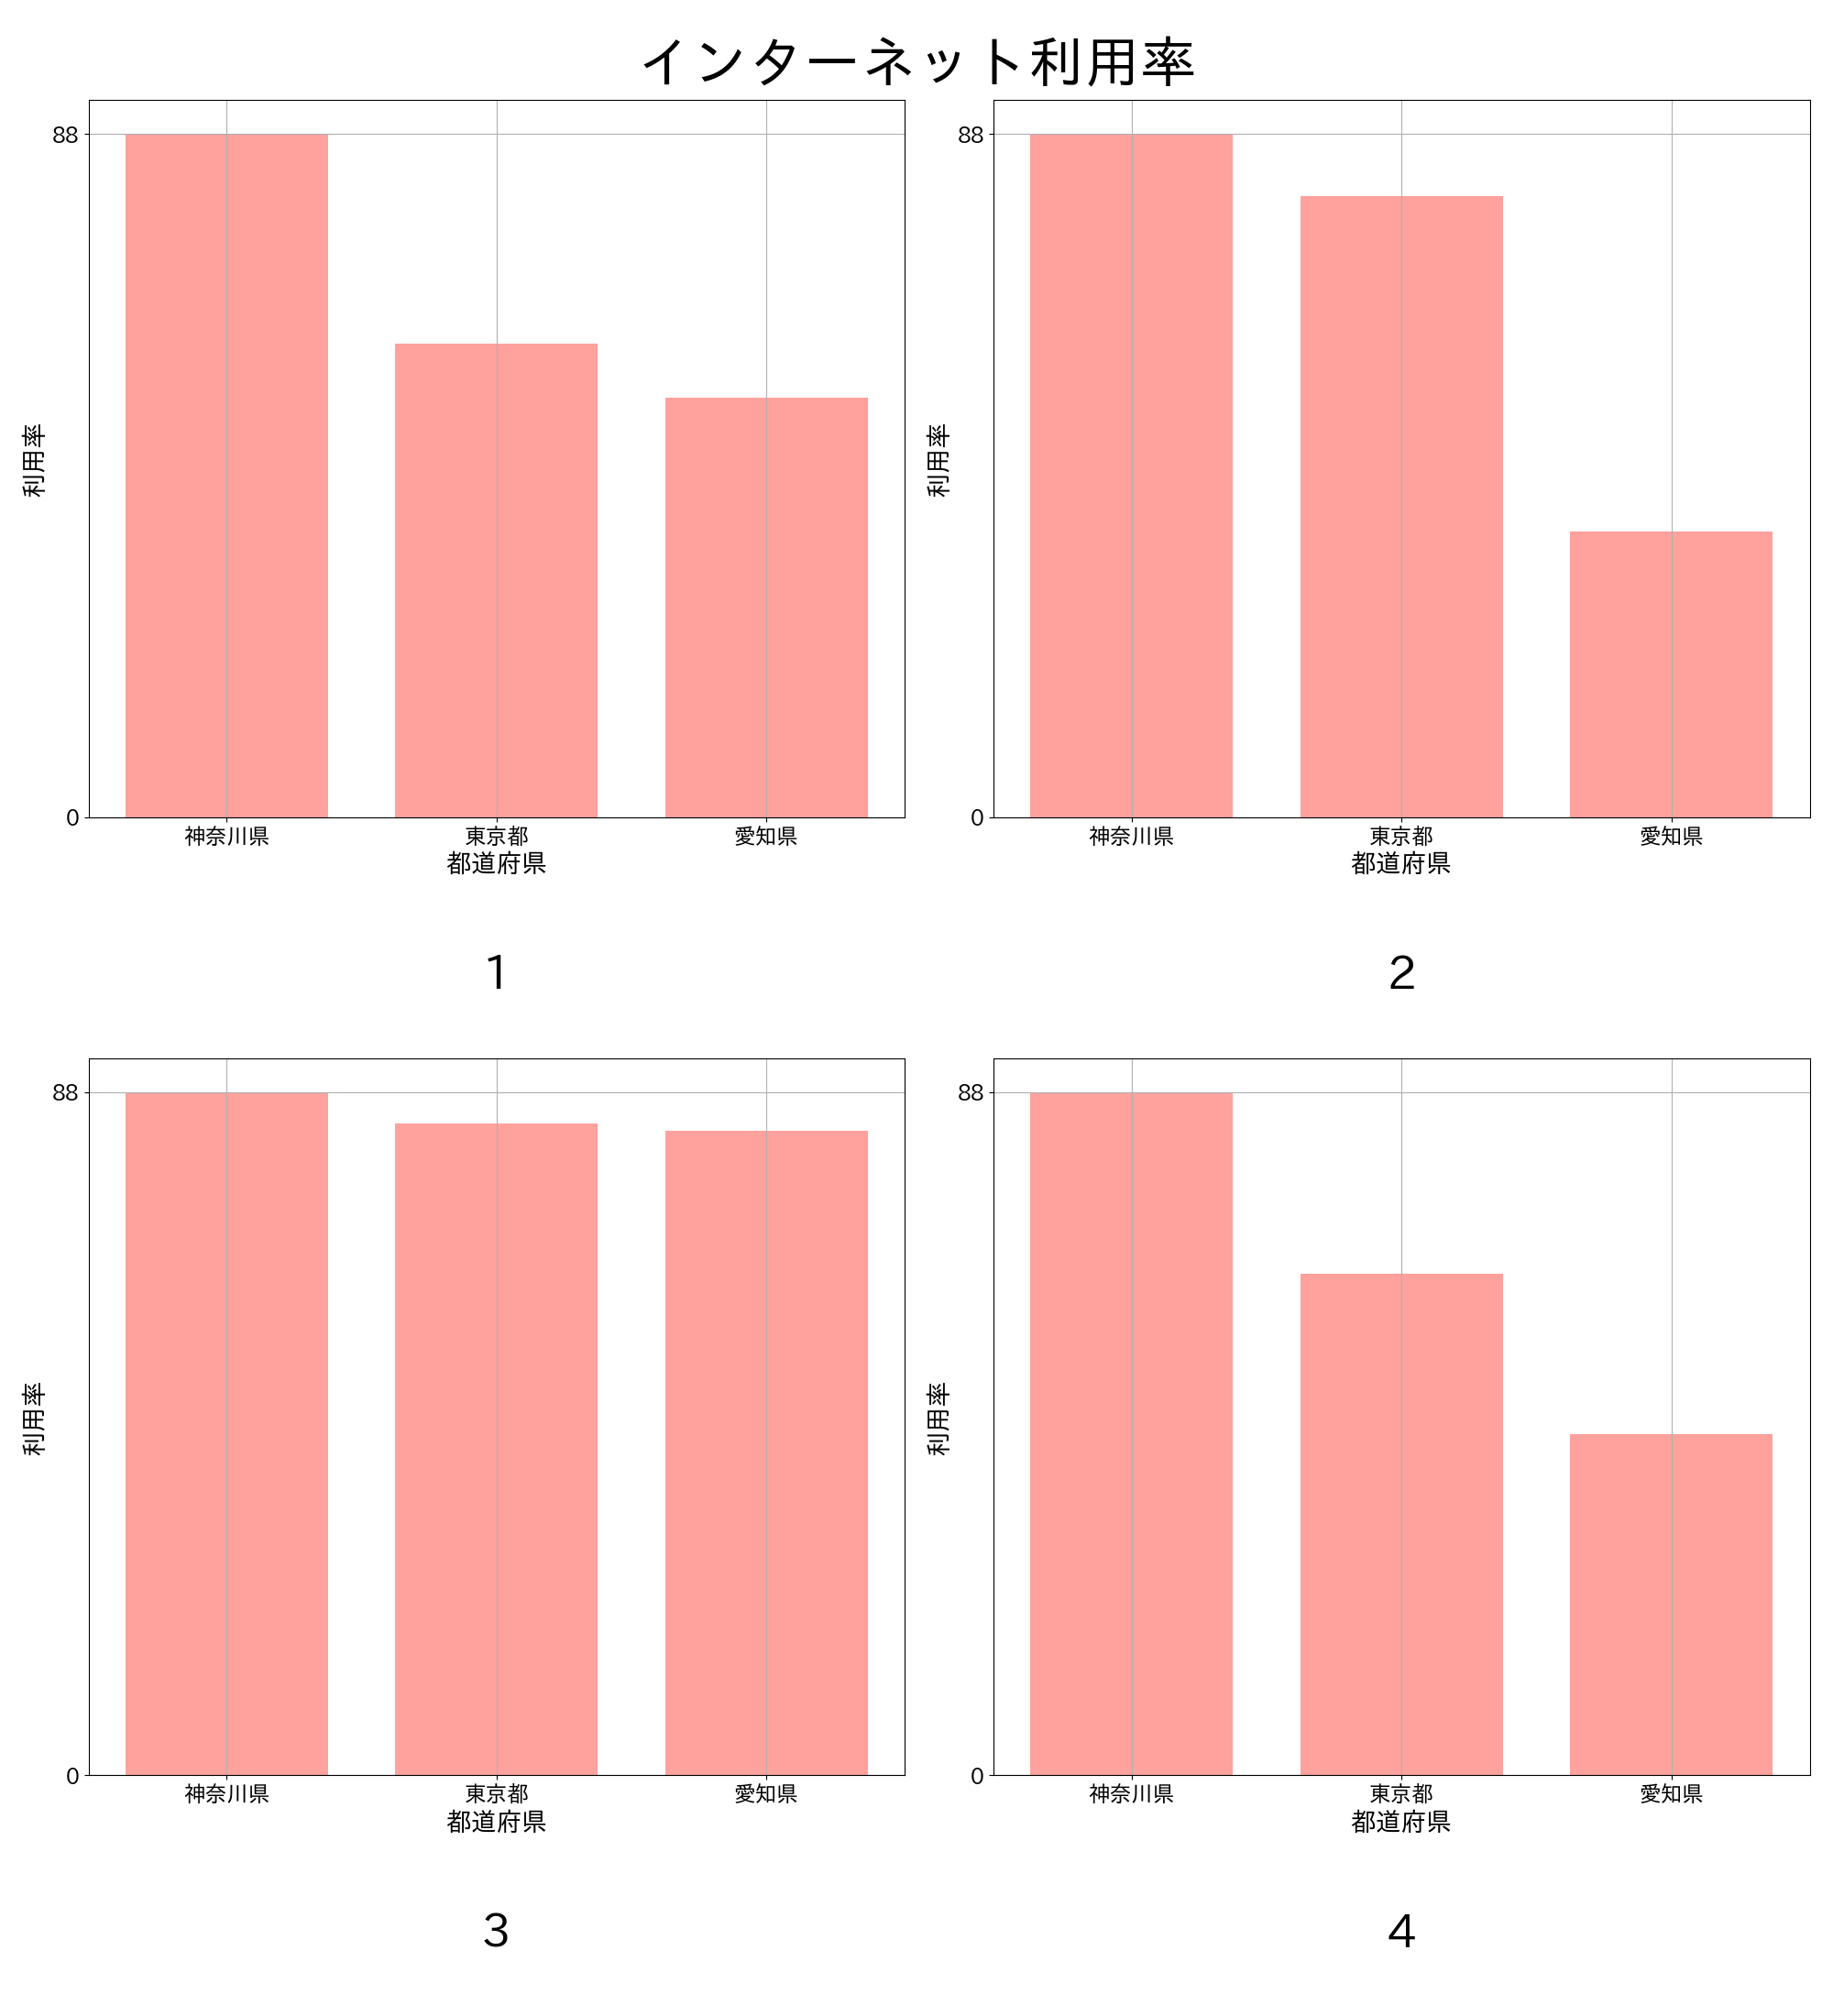 インターネット利用率
88
0
利用率
神奈川県 東京都 愛知県
都道府県
1
88
0
利用率
神奈川県 東京都 愛知県
都道府県
2
88
0
利用率
神奈川県 東京都 愛知県
都道府県
3
88
0
利用率
神奈川県 東京都 愛知県
都道府県
4